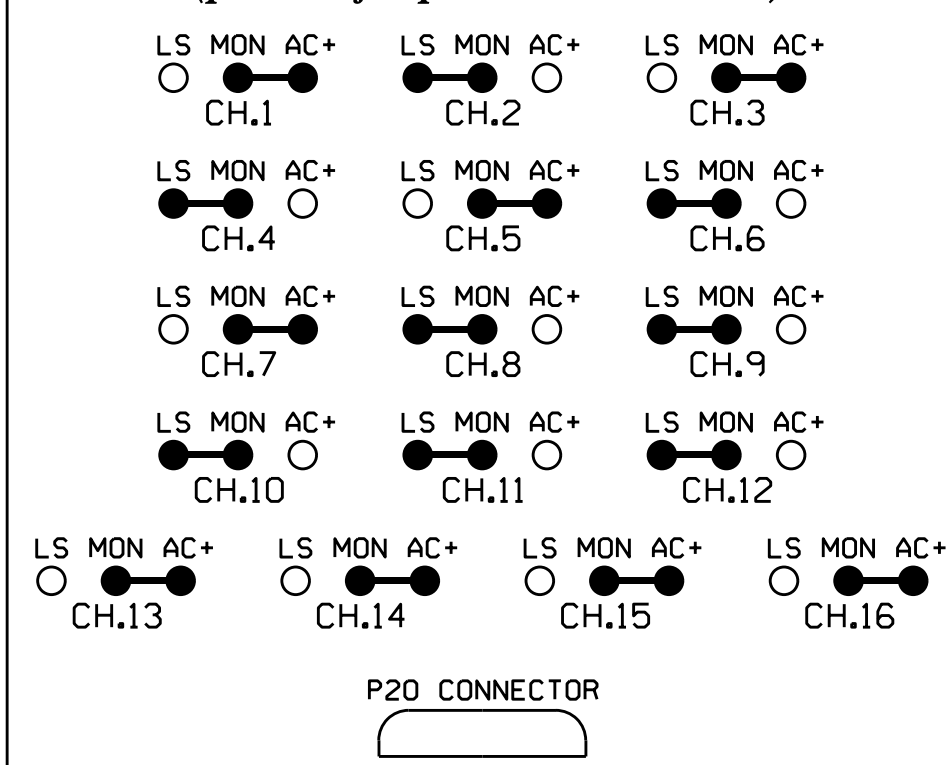 LS MON AC+ LS MON AC+ LS MON AC+
CH.1 CH.2 CH.3
LS MON AC+ LS MON AC+ LS MON AC+
CH.4 CH.5 CH.6
LS MON AC+ LS MON AC+ LS MON AC+
CH.7 CH.8 CH.9
LS MON AC+ LS MON AC+ LS MON AC+
CH.10 CH.11 CH.12
LS MON AC+ LS MON AC+ LS MON AC+ LS MON AC+
CH.13 CH.14 CH.15 CH.16
P20 CONNECTOR